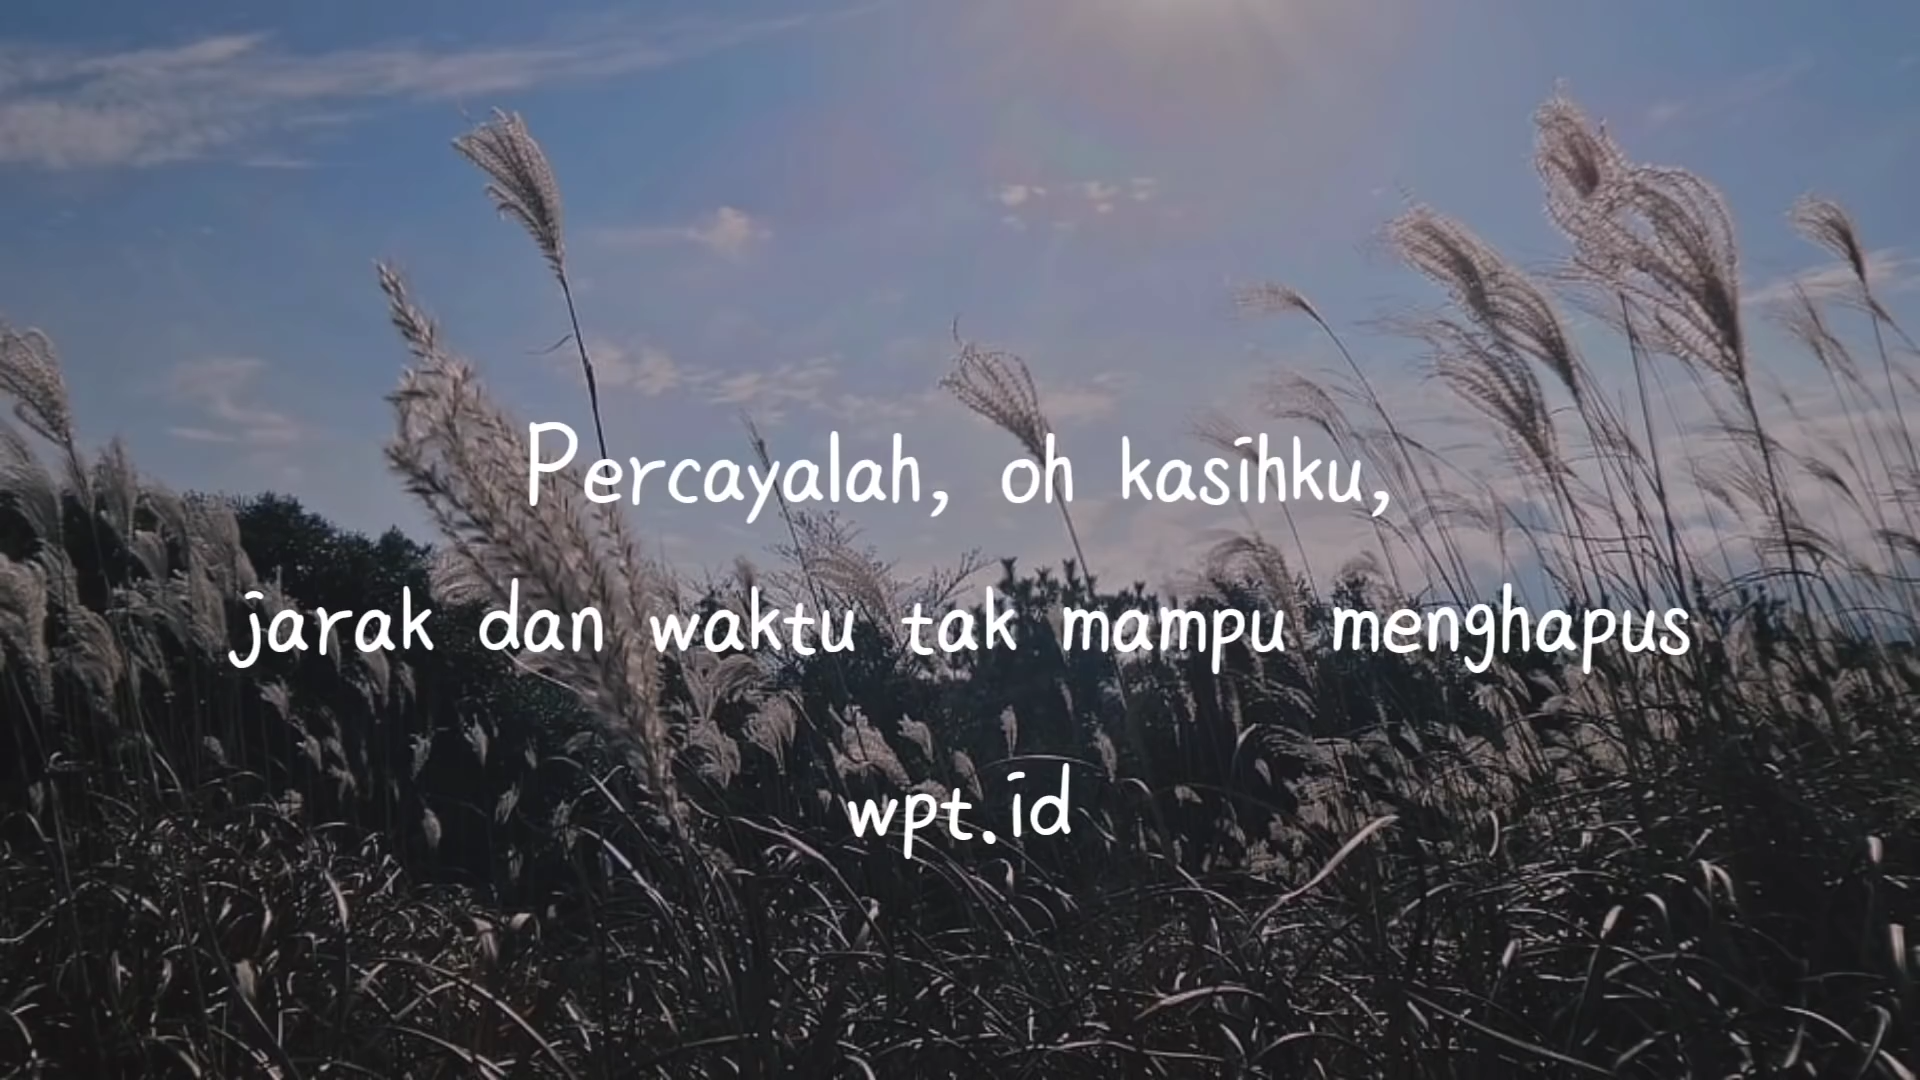 Percayalah, oh kasihku,
jarak dan waktu tak mampu menghapus
wpt.id